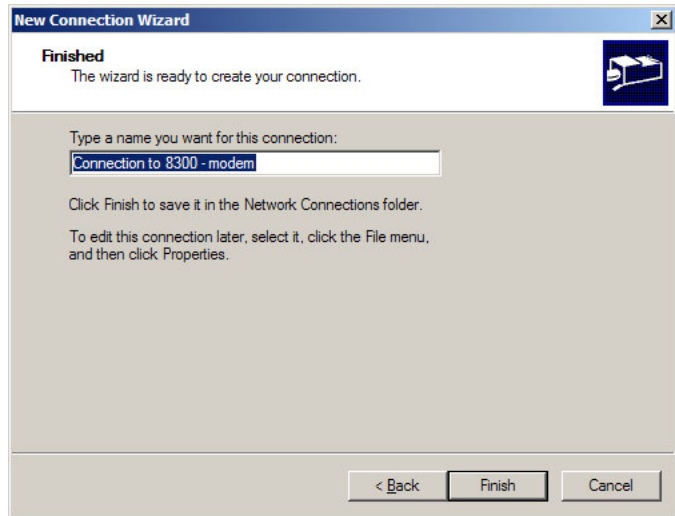 New Connection Wizard
Finished
The wizard is ready to create your connection.
Type a name you want for this connection:
Connection to 8300 - modem
Click Finish to save it in the Network Connections folder.
To edit this connection later, select it, click the File menu,
and then click Properties.
< Back
Finish
Cancel